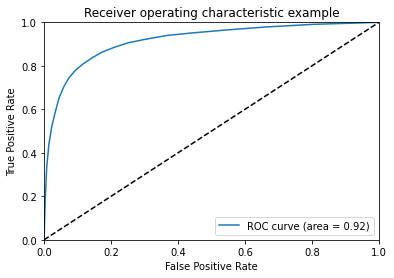 Receiver operating characteristic example
1.0
0.8
0.6
0.4
0.2
0.0
True Positive Rate
ROC curve (area = 0.92)
0.0 0.2 0.4 0.6 0.8 1.0
False Positive Rate